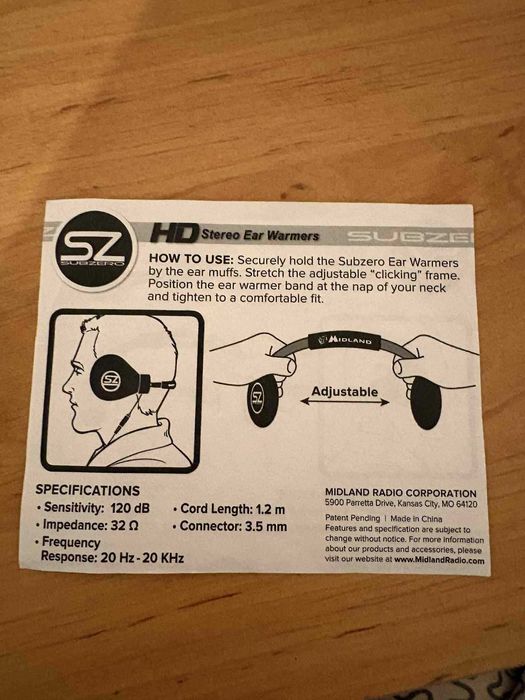 SZ
SUBZERO
HD Stereo Ear Warmers SUBZE
HOW TO USE: Securely hold the Subzero Ear Warmers
by the ear muffs. Stretch the adjustable "clicking" frame.
Position the ear warmer band at the nap of your neck
and tighten to a comfortable fit.
MIDLAND
SZ
SZ
Adjustable
SPECIFICATIONS
• Sensitivity: 120 dB
• Impedance: 32 Ω
• Frequency
Response: 20 Hz - 20 KHz
• Cord Length: 1.2 m
• Connector: 3.5 mm
MIDLAND RADIO CORPORATION
5900 Parretta Drive, Kansas City, MO 64120
Patent Pending | Made in China
Features and specification are subject to
change without notice. For more information
about our products and accessories, please
visit our website at www.MidlandRadio.com